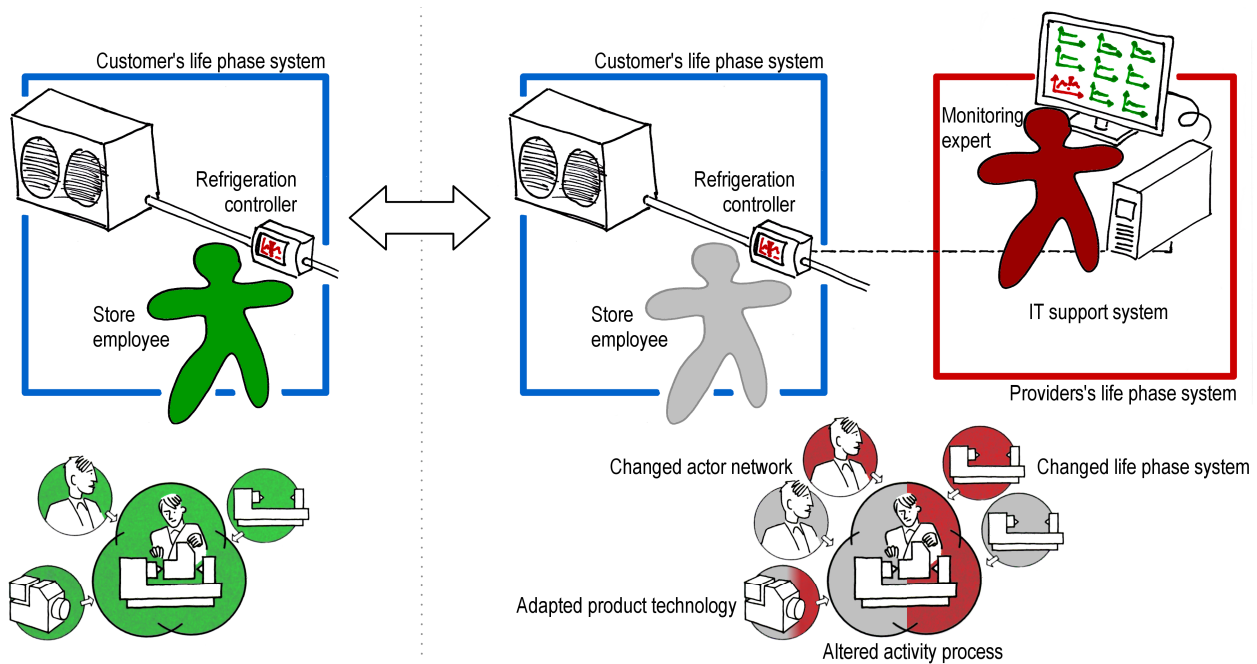 Customer's life phase system
Refrigeration
controller
Store
employee
Customer's life phase system
Refrigeration
controller
Store
employee
Monitoring
expert
IT support system
Providers's life phase system
Changed actor network
Changed life phase system
Adapted product technology
Altered activity process